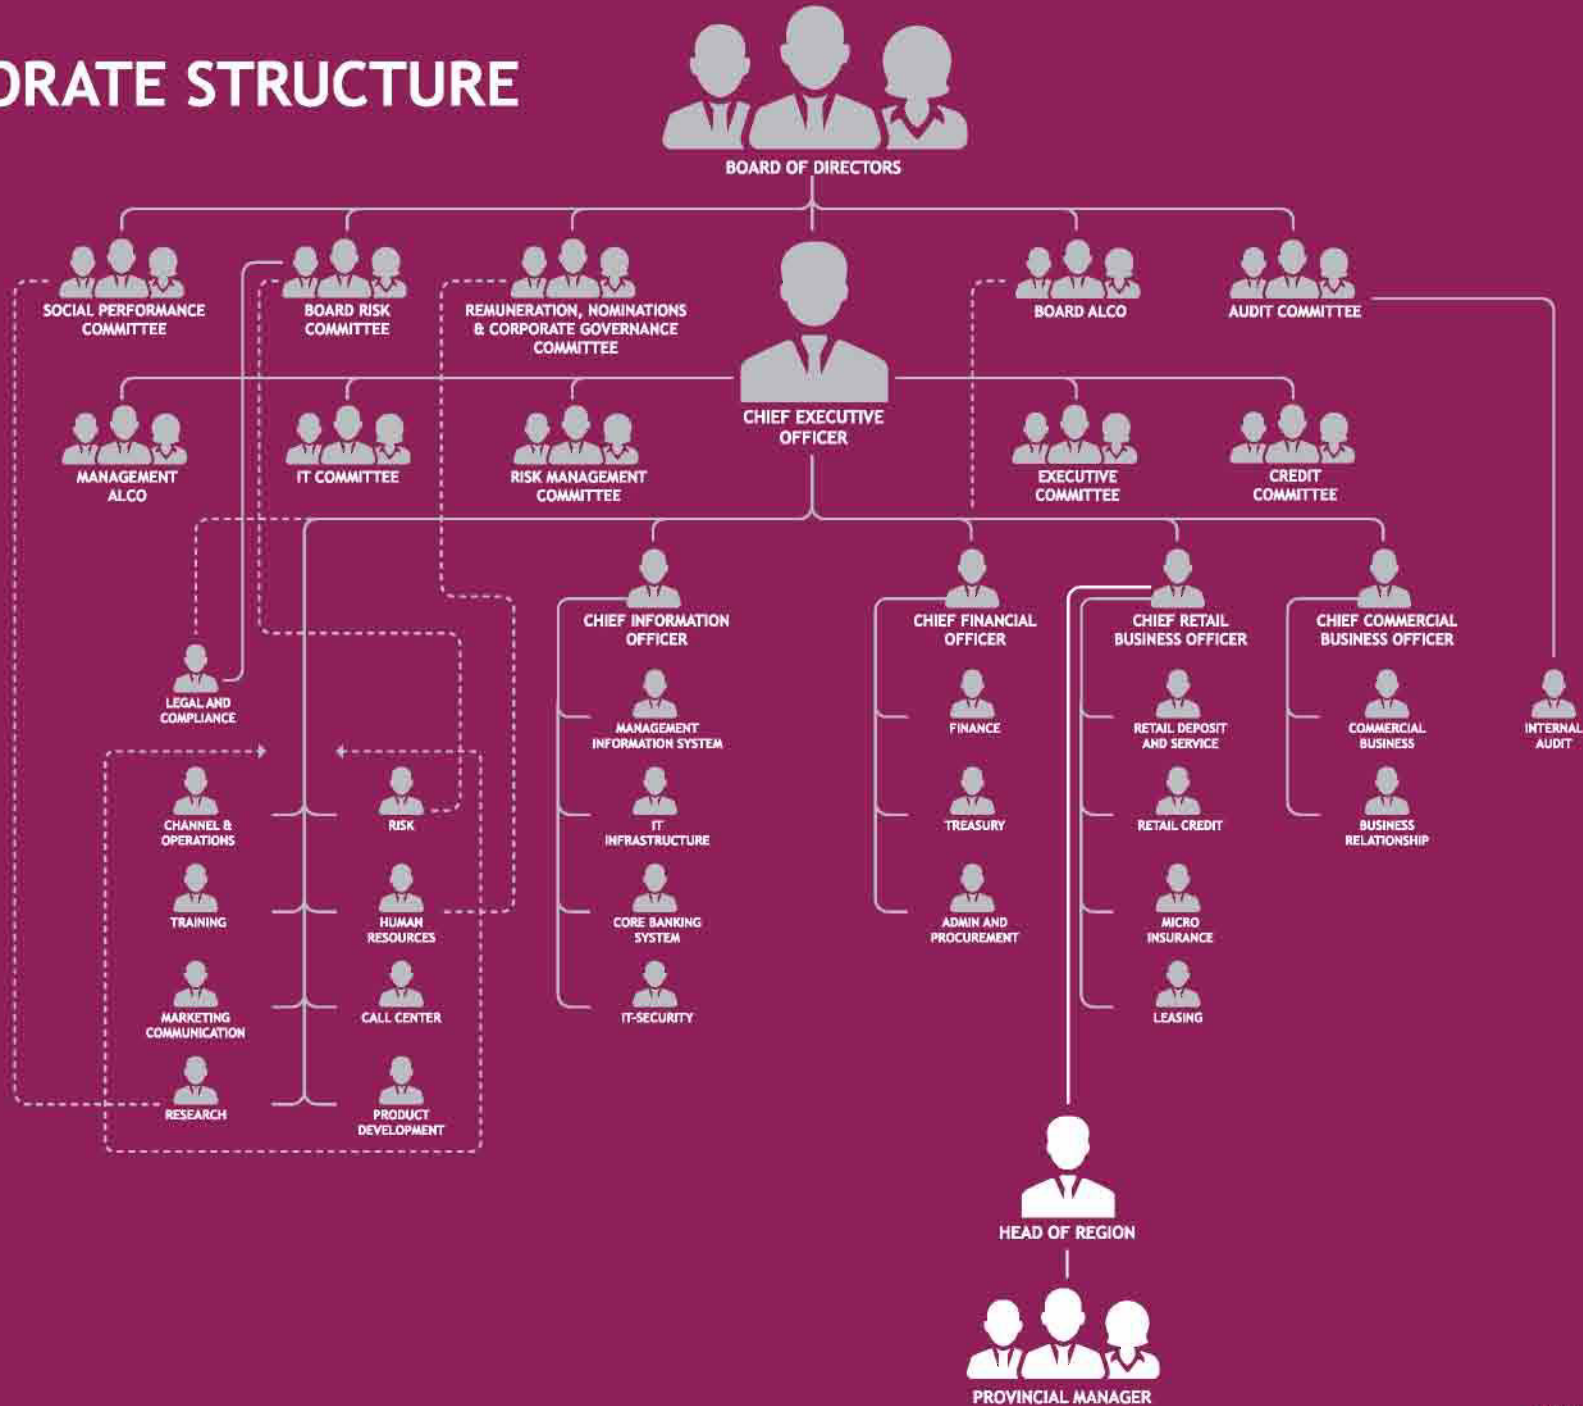 ORATE STRUCTURE
BOARD OF DIRECTORS
SOCIAL PERFORMANCE
COMMITTEE
BOARD RISK
COMMITTEE
REMUNERATION, NOMINATIONS
& CORPORATE GOVERNANCE
COMMITTEE
BOARD ALCO
AUDIT COMMITTEE
CHIEF EXECUTIVE
OFFICER
MANAGEMENT
ALCO
IT COMMITTEE
RISK MANAGEMENT
COMMITTEE
EXECUTIVE
COMMITTEE
CREDIT
COMMITTEE
CHIEF INFORMATION
OFFICER
CHIEF FINANCIAL
OFFICER
CHIEF RETAIL
BUSINESS OFFICER
CHIEF COMMERCIAL
BUSINESS OFFICER
LEGAL AND
COMPLIANCE
MANAGEMENT
INFORMATION SYSTEM
FINANCE
RETAIL DEPOSIT
AND SERVICE
COMMERCIAL
BUSINESS
INTERNAL
AUDIT
CHANNEL &
OPERATIONS
RISK
IT
INFRASTRUCTURE
TREASURY
RETAIL CREDIT
BUSINESS
RELATIONSHIP
TRAINING
HUMAN
RESOURCES
CORE BANKING
SYSTEM
ADMIN AND
PROCUREMENT
MICRO
INSURANCE
MARKETING
COMMUNICATION
CALL CENTER
IT-SECURITY
LEASING
RESEARCH
PRODUCT
DEVELOPMENT
HEAD OF REGION
PROVINCIAL MANAGER